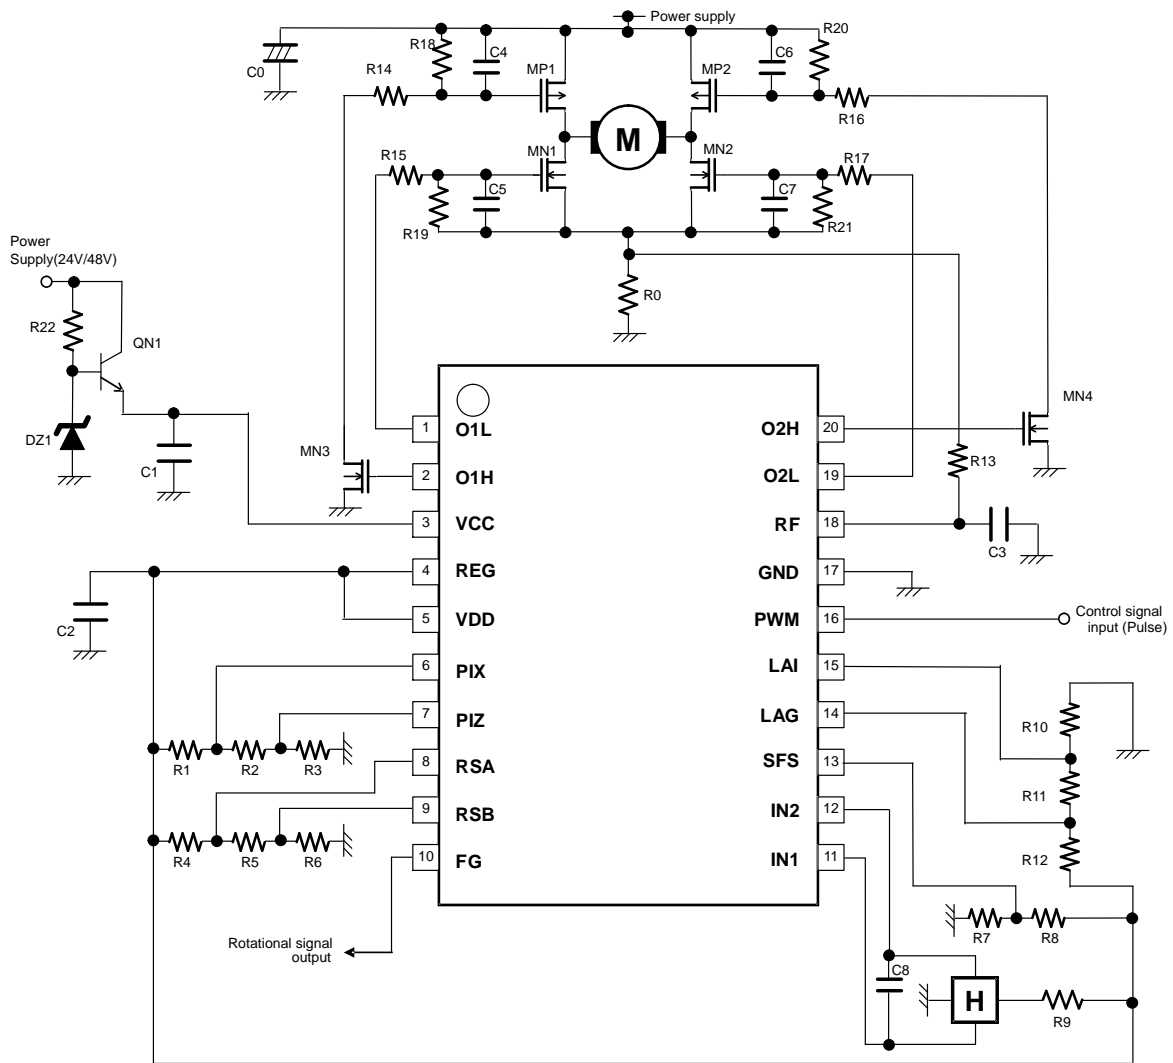 Power supply
R20
R18
C4
C6
C0
R14
MP1
MP2
R16
M
MN1
MN2
R15
R17
C5
C7
R19
R21
Power
Supply(24V/48V)
R0
R22
QN1
MN4
DZ1
C1
MN3
1 O1L
O2H 20
2 O1H
O2L 19
R13
3 VCC
RF 18
C3
4 REG
GND 17
C2
5 VDD
PWM 16
Control signal
input (Pulse)
6 PIX
LAI 15
7 PIZ
LAG 14
R10
R1 R2 R3
8 RSA
SFS 13
R11
9 RSB
IN2 12
R4 R5 R6
R12
10 FG
IN1 11
R7 R8
Rotational signal
output
C8
H
R9